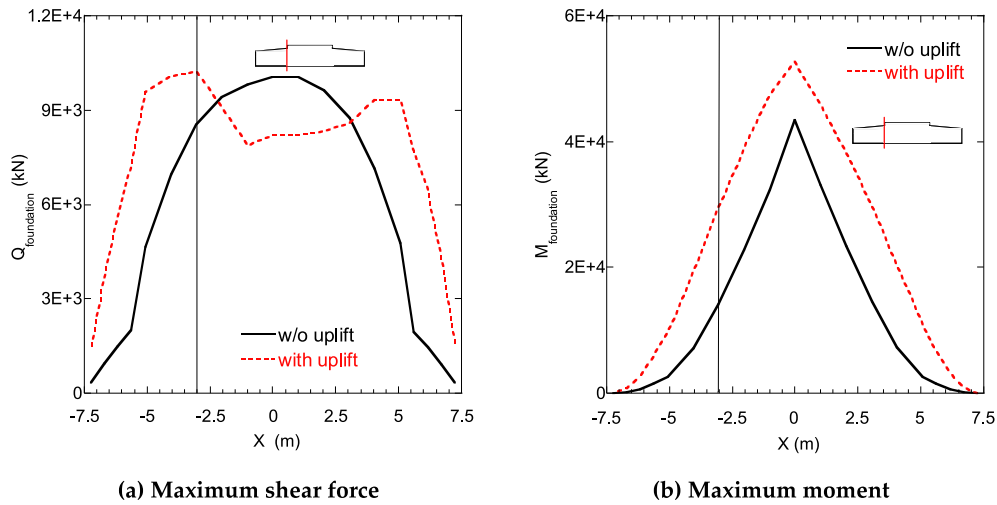 1.2E+4
9E+3
6E+3
3E+3
0
Q foundation (kN)
w/o uplift
with uplift
-7.5 -5 -2.5 0 2.5 5 7.5
X (m)
(a) Maximum shear force
6E+4
4E+4
2E+4
0
M foundation (kN)
w/o uplift
with uplift
-7.5 -5 -2.5 0 2.5 5 7.5
X (m)
(b) Maximum moment